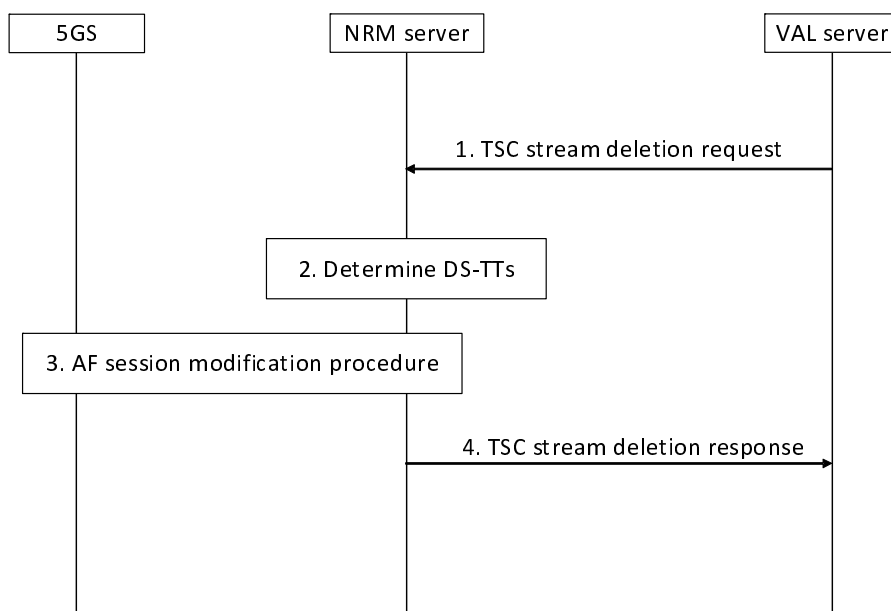 5GS
NRM server
VAL server
1. TSC stream deletion request
2. Determine DS-TTs
3. AF session modification procedure
4. TSC stream deletion response